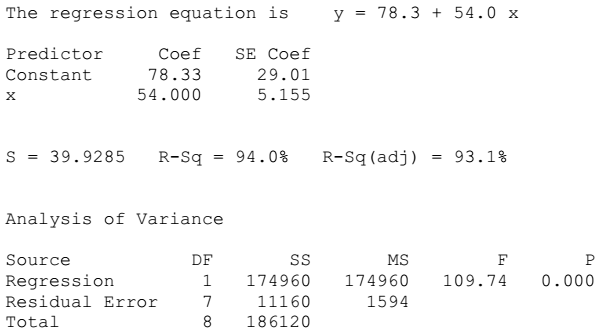 The regression equation is y = 78.3 + 54.0 x
Predictor Coef SE Coef
Constant 78.33 29.01
x 54.000 5.155
S = 39.9285 R-Sq = 94.0% R-Sq(adj) = 93.1%
Analysis of Variance
Source DF SS MS F P
Regression 1 174960 174960 109.74 0.000
Residual Error 7 11160 1594
Total 8 186120